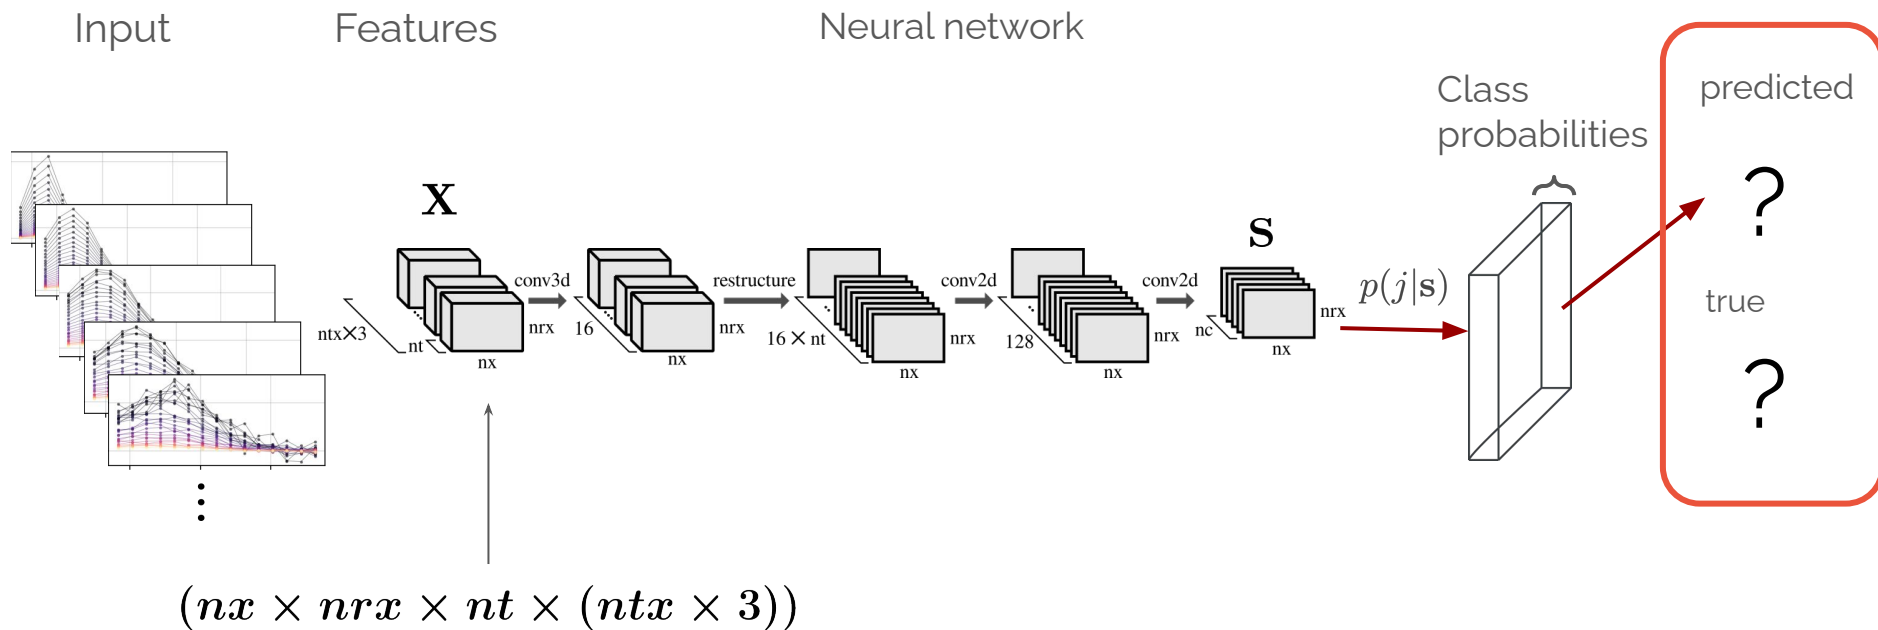 Input
Features
Neural network
Class
probabilities
predicted
?
true
?
X
S
ntx×3
nt
nx
nrx
conv3d
16
nx
nrx
restructure
16 × nt
nx
nrx
conv2d
128
nx
nrx
conv2d
nc
nx
nrx
p(j|s)
(nx × nrx × nt × (ntx × 3))